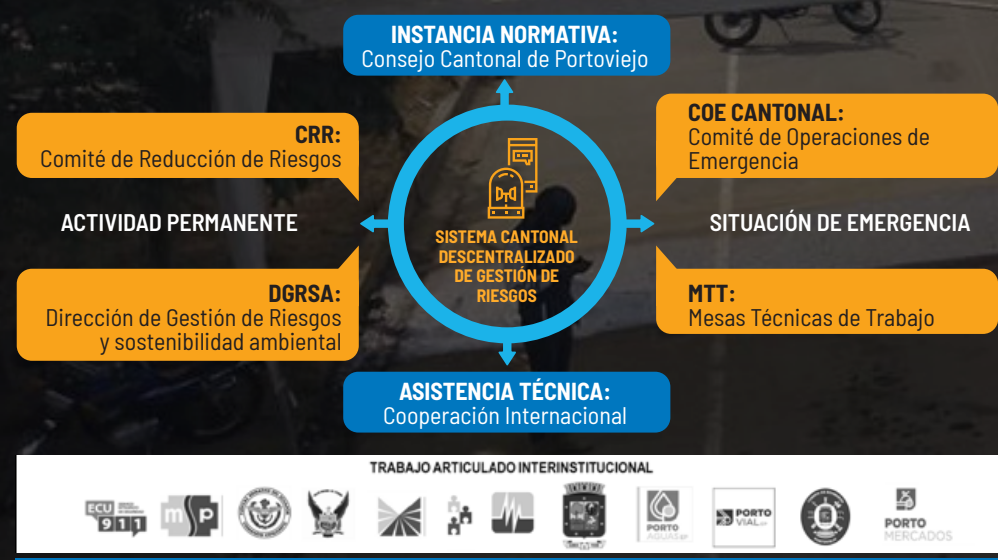 INSTANCIA NORMATIVA:
Consejo Cantonal de Portoviejo
CRR:
Comité de Reducción de Riesgos
COE CANTONAL:
Comité de Operaciones de
Emergencia
ACTIVIDAD PERMANENTE
SISTEMA CANTONAL
DESCENTRALIZADO
DE GESTIÓN DE
RIESGOS
SITUACIÓN DE EMERGENCIA
DGRSA:
Dirección de Gestión de Riesgos
y sostenibilidad ambiental
MTT:
Mesas Técnicas de Trabajo
ASISTENCIA TÉCNICA:
Cooperación Internacional
TRABAJO ARTICULADO INTERINSTITUCIONAL
ECU
911
msp
PORTO
AGUAS EP
PORTO
VIAL EP
PORTO
MERCADOS